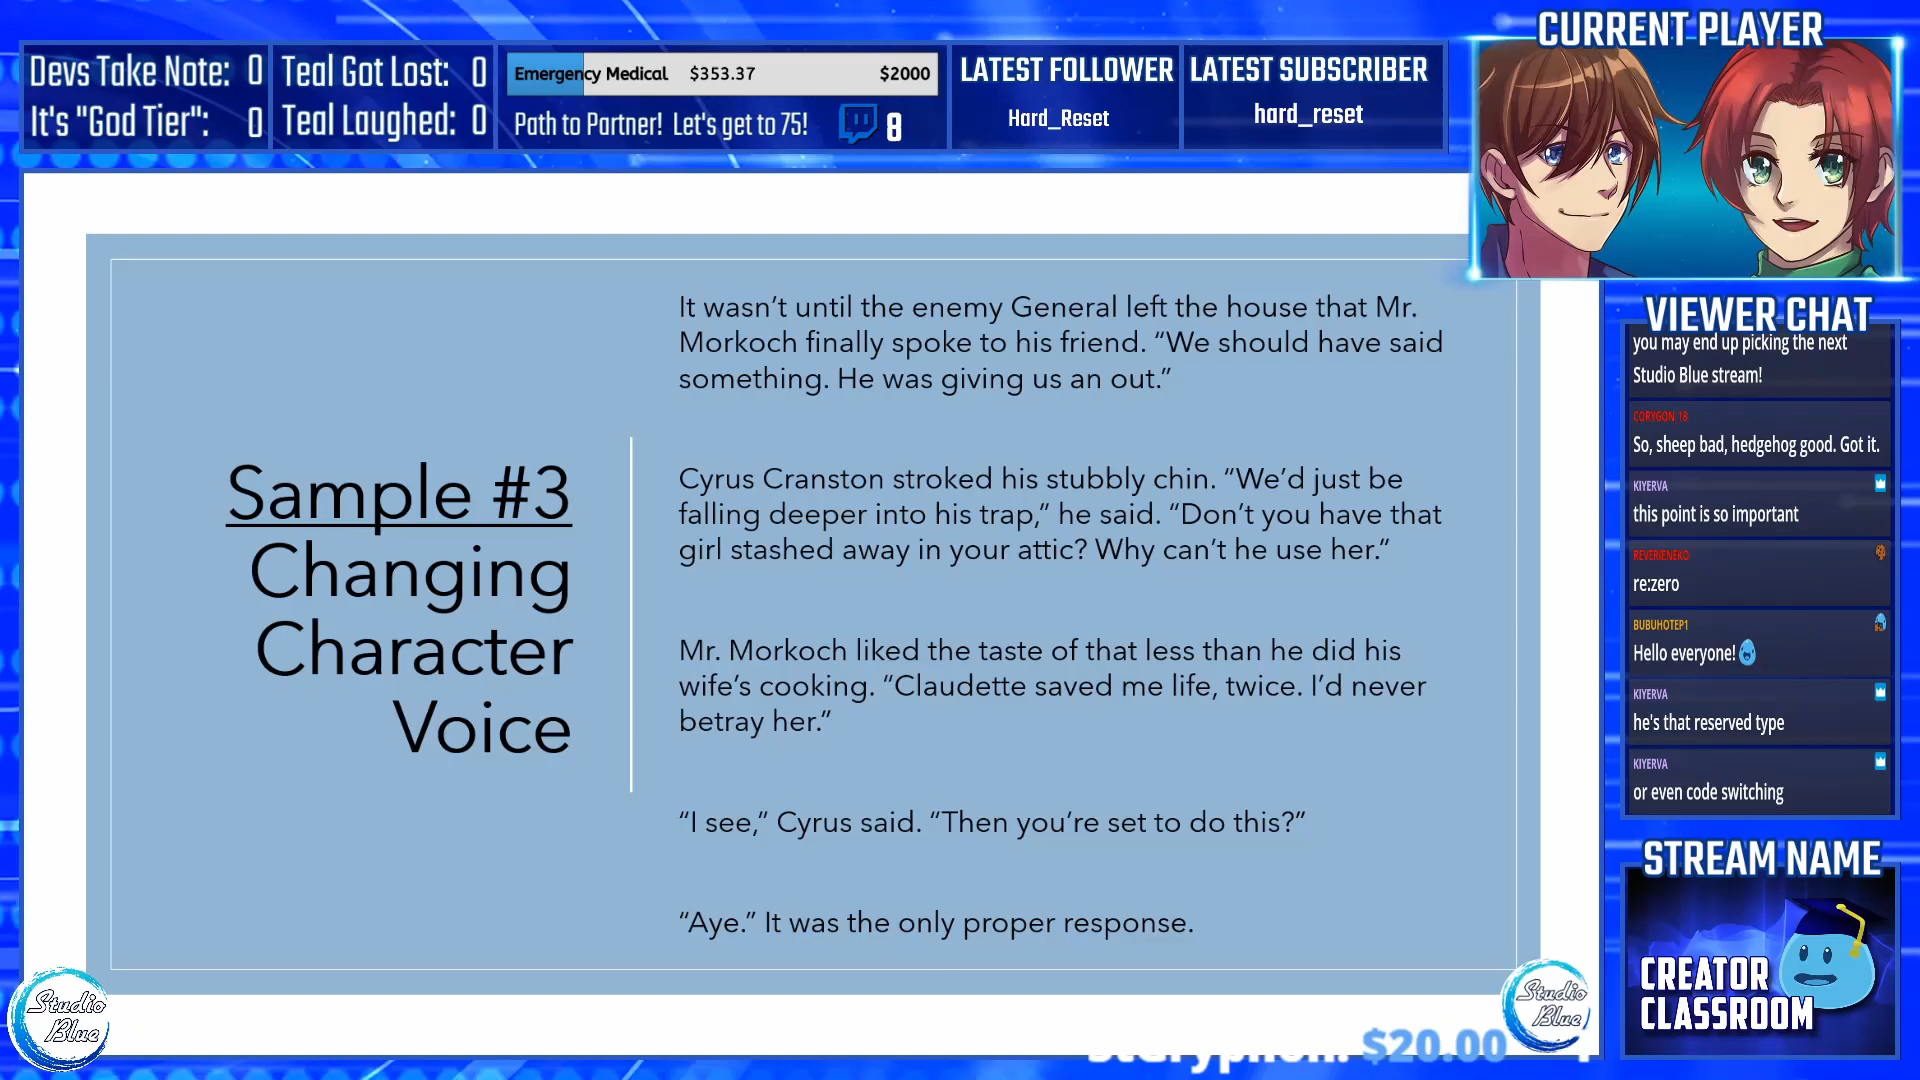 CURRENT PLAYER
Devs Take Note: 0
It's "God Tier": 0
Teal Got Lost: 0
Teal Laughed: 0
Emergency Medical $353.37 $2000
Path to Partner! Let's get to 75! 8
LATEST FOLLOWER
Hard_Reset
LATEST SUBSCRIBER
hard_reset
Sample #3
Changing
Character
Voice
It wasn’t until the enemy General left the house that Mr.
Morkoch finally spoke to his friend. “We should have said
something. He was giving us an out.”
Cyrus Cranston stroked his stubbly chin. “We’d just be
falling deeper into his trap,” he said. “Don’t you have that
girl stashed away in your attic? Why can’t he use her.”
Mr. Morkoch liked the taste of that less than he did his
wife’s cooking. “Claudette saved me life, twice. I’d never
betray her.”
“I see,” Cyrus said. “Then you’re set to do this?”
“Aye.” It was the only proper response.
VIEWER CHAT
you may end up picking the next
Studio Blue stream!
CORYGON_18
So, sheep bad, hedgehog good. Got it.
KIYERVA
this point is so important
REVERIENEKO
re:zero
BUBUHOTEP1
Hello everyone!
KIYERVA
he's that reserved type
KIYERVA
or even code switching
STREAM NAME
CREATOR
CLASSROOM
Studio
Blue
Studio
Blue
$20.00